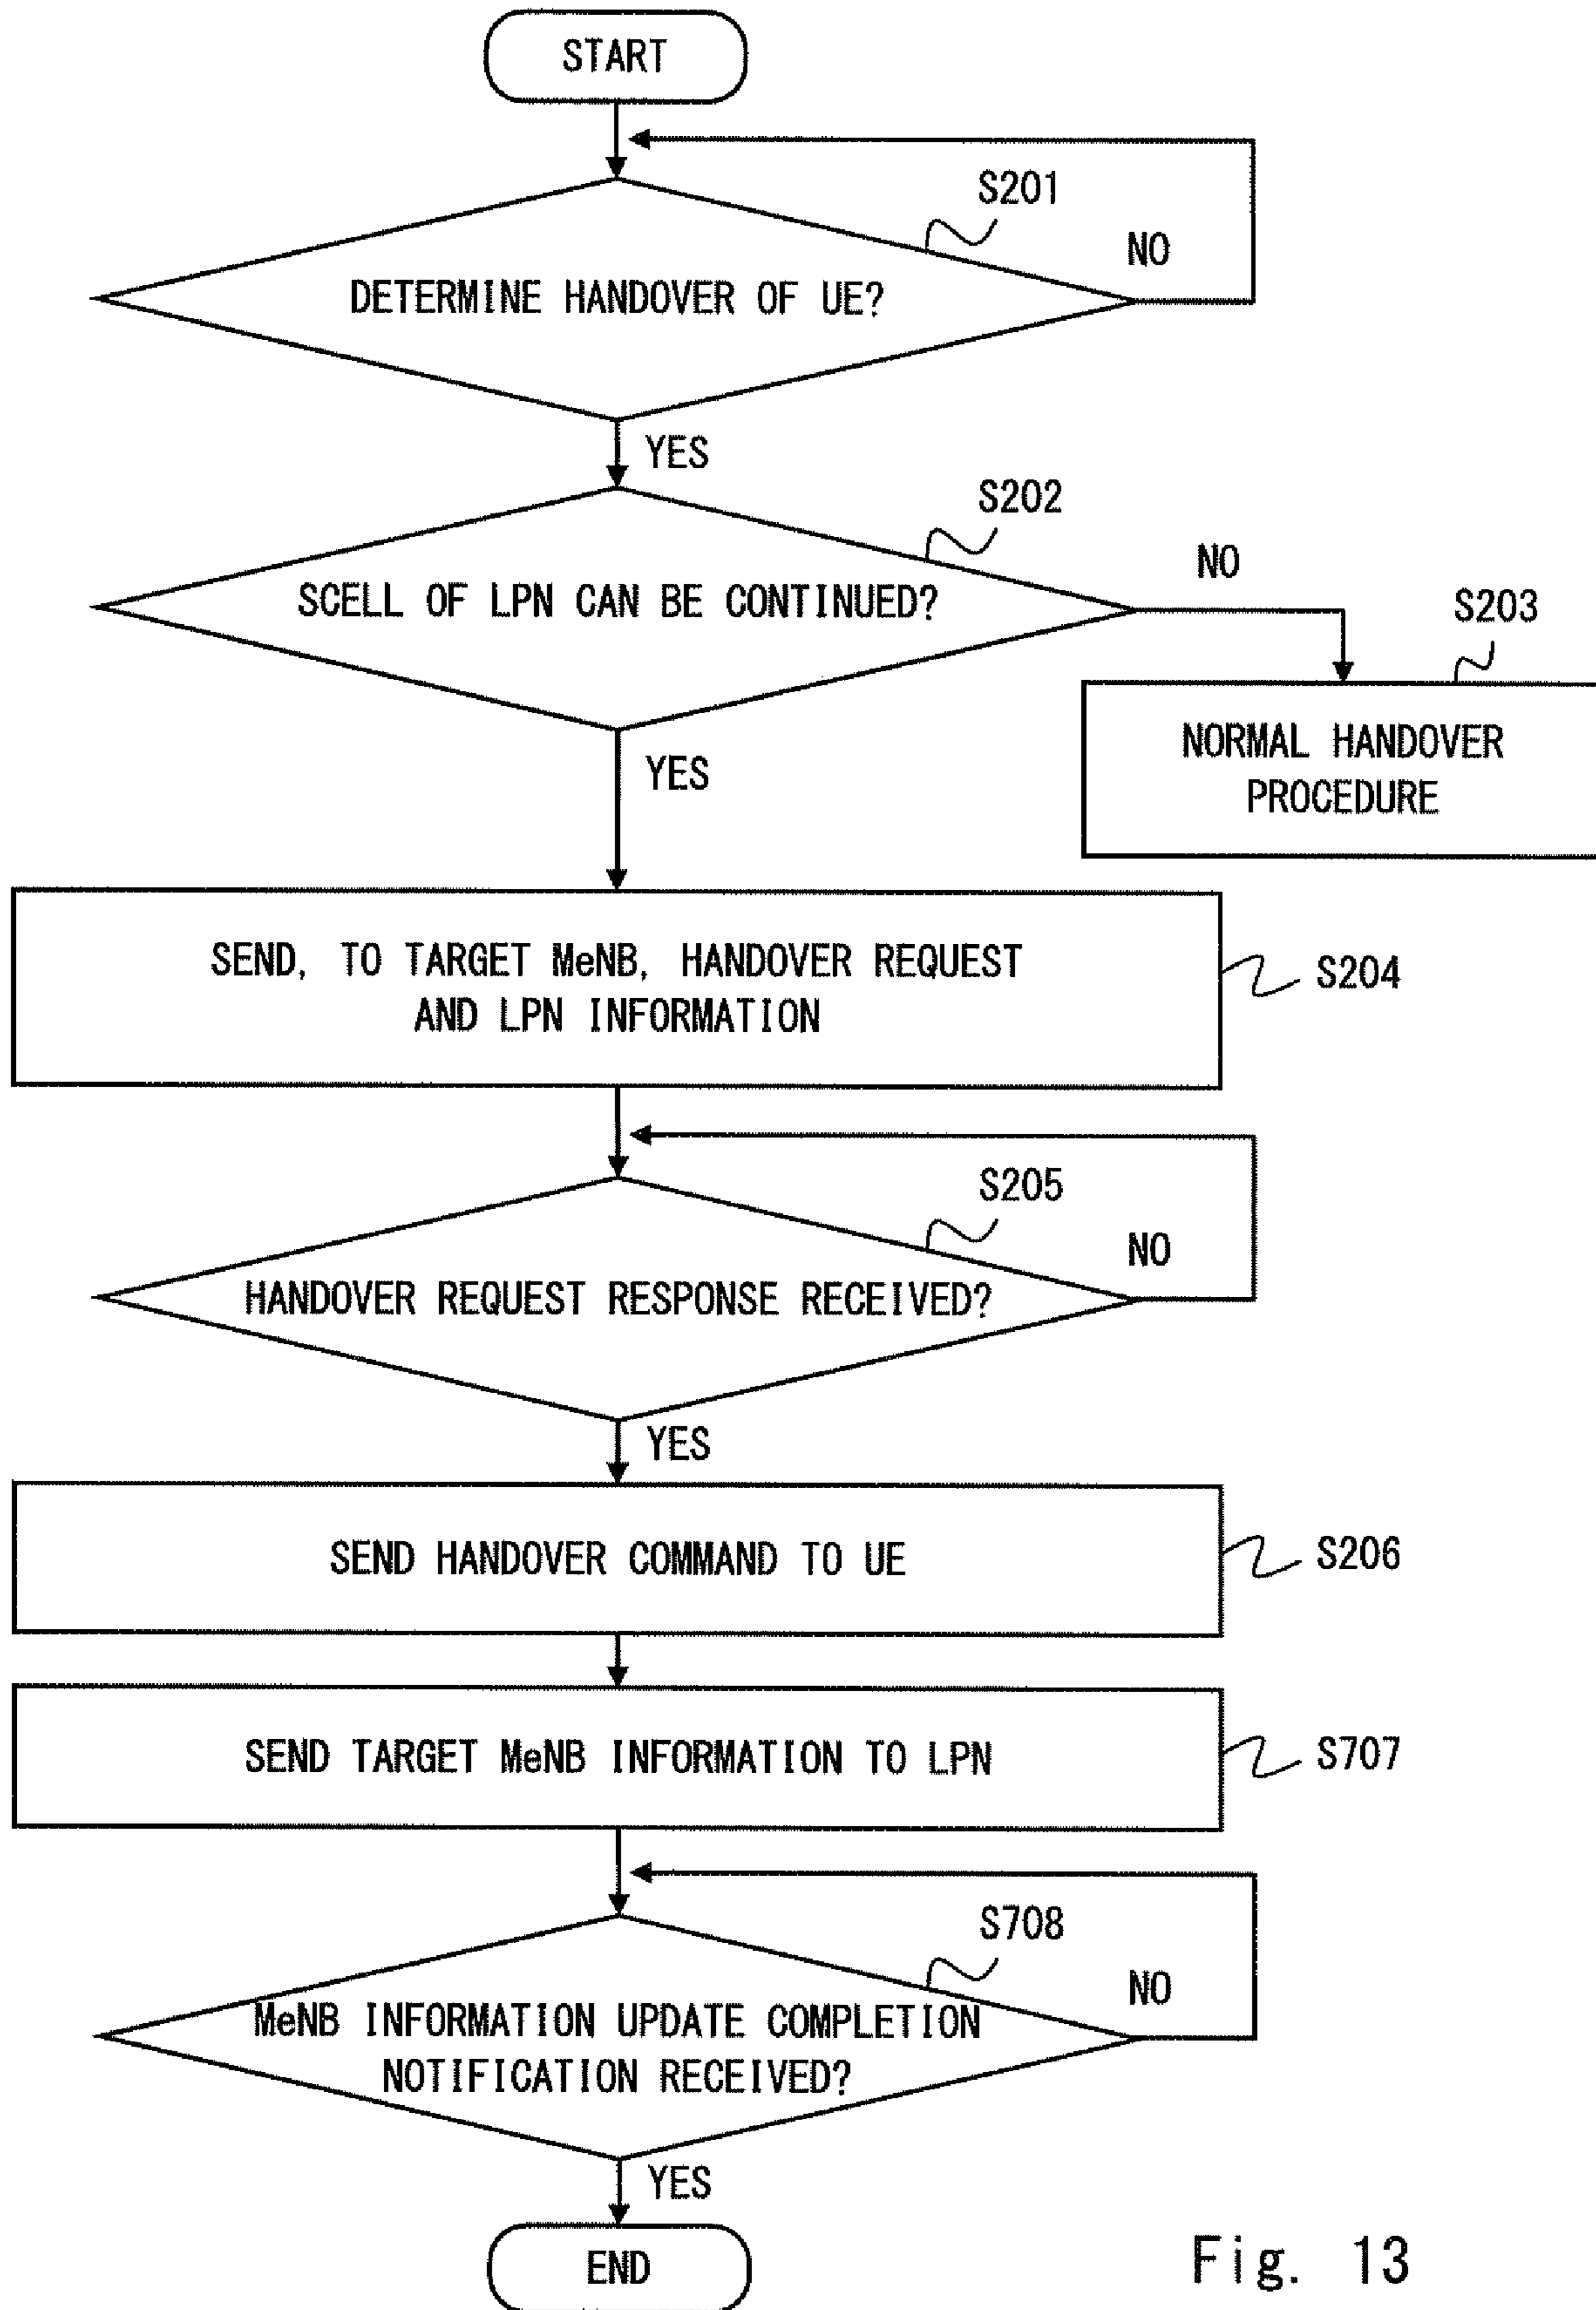 START
S201
NO
DETERMINE HANDOVER OF UE?
YES
S202
NO
SCELL OF LPN CAN BE CONTINUED?
S203
NORMAL HANDOVER
PROCEDURE
YES
SEND, TO TARGET MeNB, HANDOVER REQUEST
AND LPN INFORMATION
S204
S205
NO
HANDOVER REQUEST RESPONSE RECEIVED?
YES
SEND HANDOVER COMMAND TO UE
S206
SEND TARGET MeNB INFORMATION TO LPN
S707
S708
NO
MeNB INFORMATION UPDATE COMPLETION
NOTIFICATION RECEIVED?
YES
END
Fig. 13